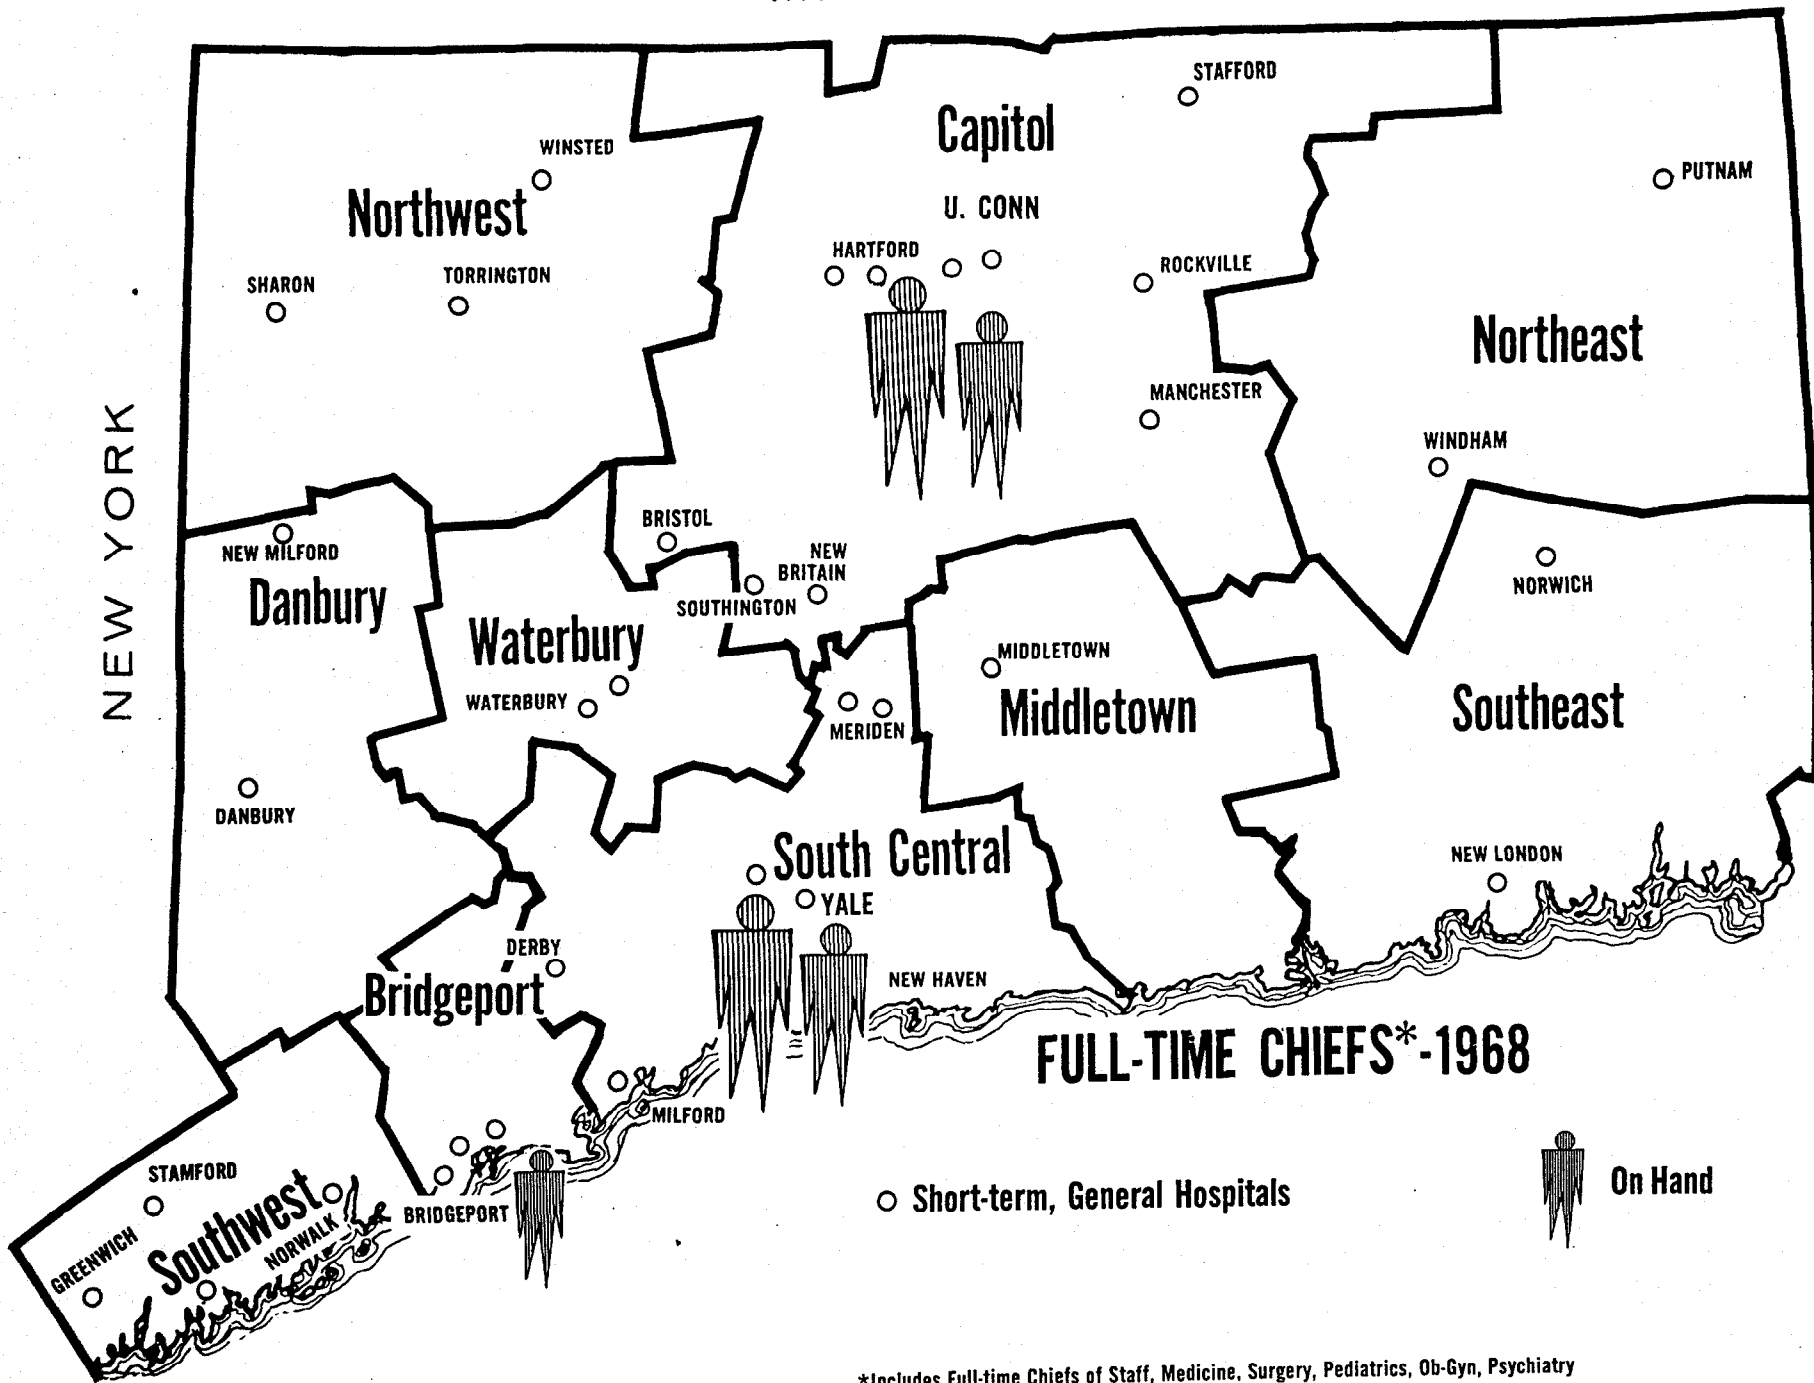 STAFFORD
Capitol
WINSTED
PUTNAM
Northwest
U. CONN
HARTFORD
ROCKVILLE
SHARON
TORRINGTON
Northeast
MANCHESTER
NEW YORK
WINDHAM
BRISTOL
NEW MILFORD
NEW
BRITAIN
NORWICH
Danbury
SOUTHINGTON
Waterbury
MIDDLETOWN
WATERBURY
Middletown
Southeast
MERIDEN
DANBURY
South Central
NEW LONDON
YALE
DERBY
NEW HAVEN
Bridgeport
FULL-TIME CHIEFS*-1968
MILFORD
STAMFORD
Short-term, General Hospitals
On Hand
BRIDGEPORT
Southwest
NORWALK
GREENWICH
*Includes Full-time Chiefs of Staff, Medicine, Surgery, Pediatrics, Ob-Gyn, Psychiatry